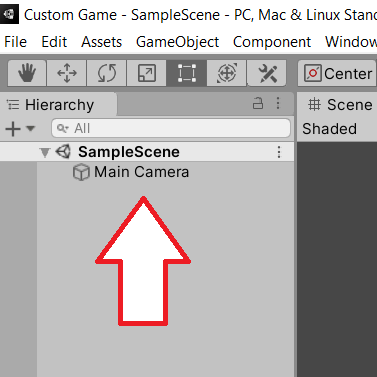 Custom Game - SampleScene - PC, Mac & Linux Stan
File Edit Assets GameObject Component Window
Center
Hierarchy
Scene
All
Shaded
SampleScene
Main Camera